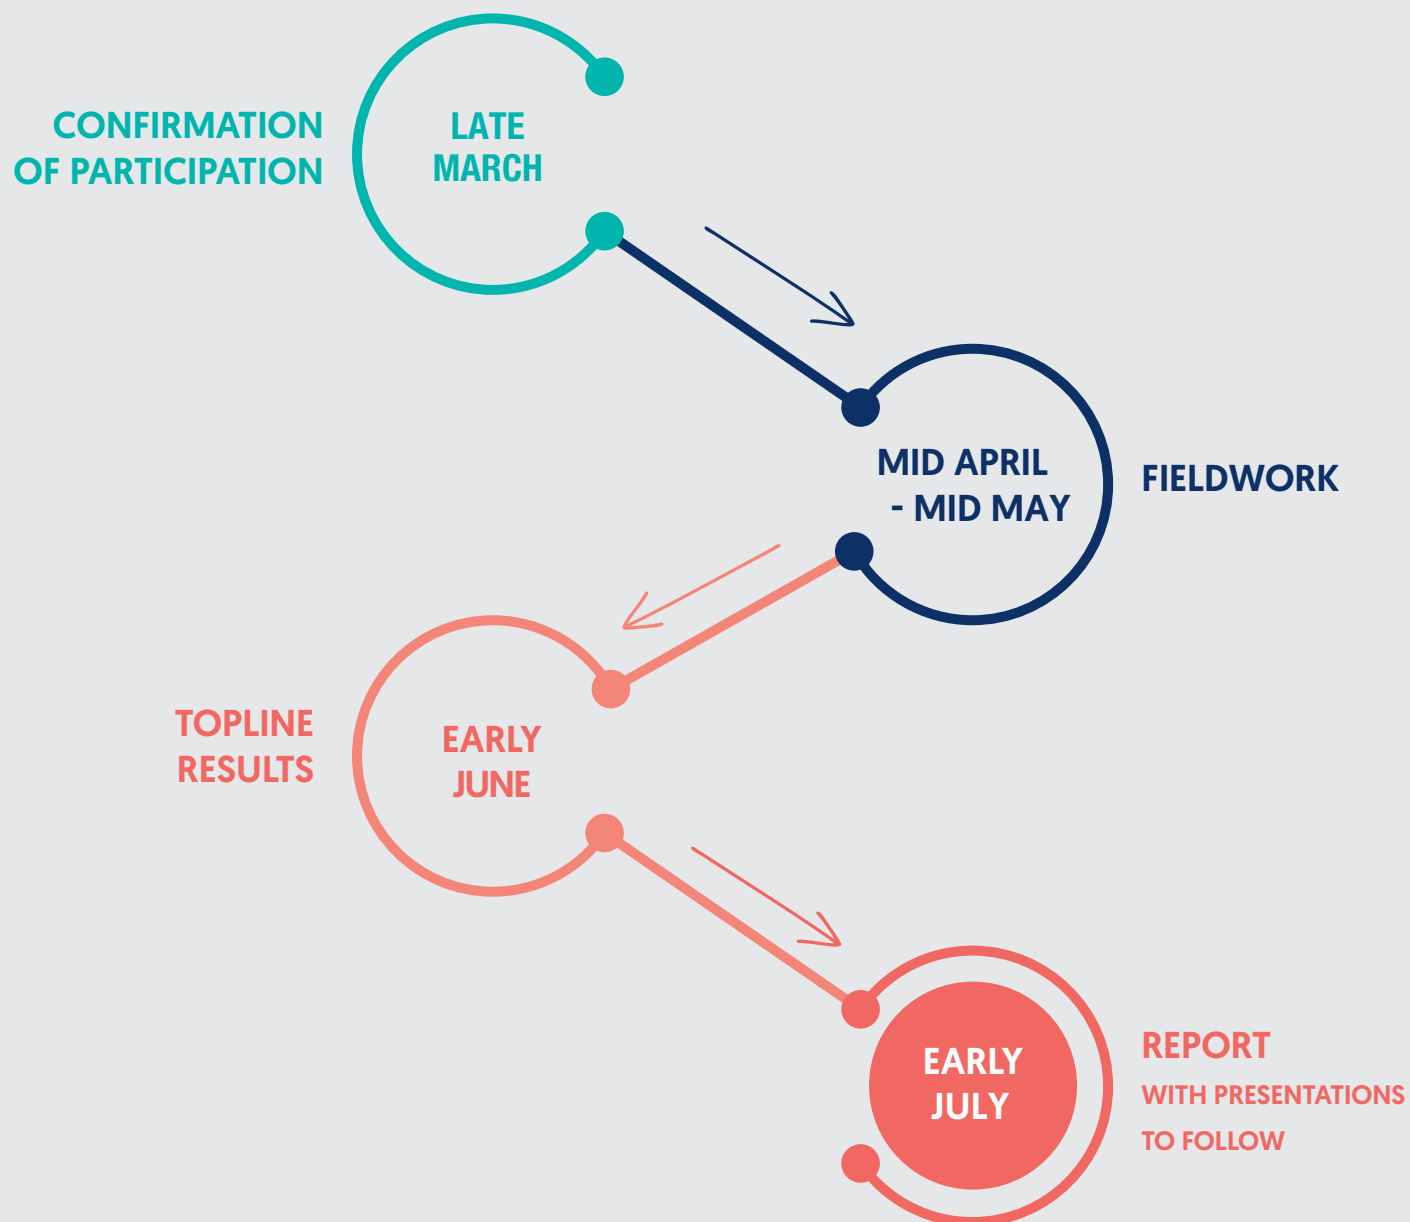 CONFIRMATION
OF PARTICIPATION
LATE
MARCH
MID APRIL
- MID MAY
FIELDWORK
TOPLINE
RESULTS
EARLY
JUNE
EARLY
JULY
REPORT
WITH PRESENTATIONS
TO FOLLOW